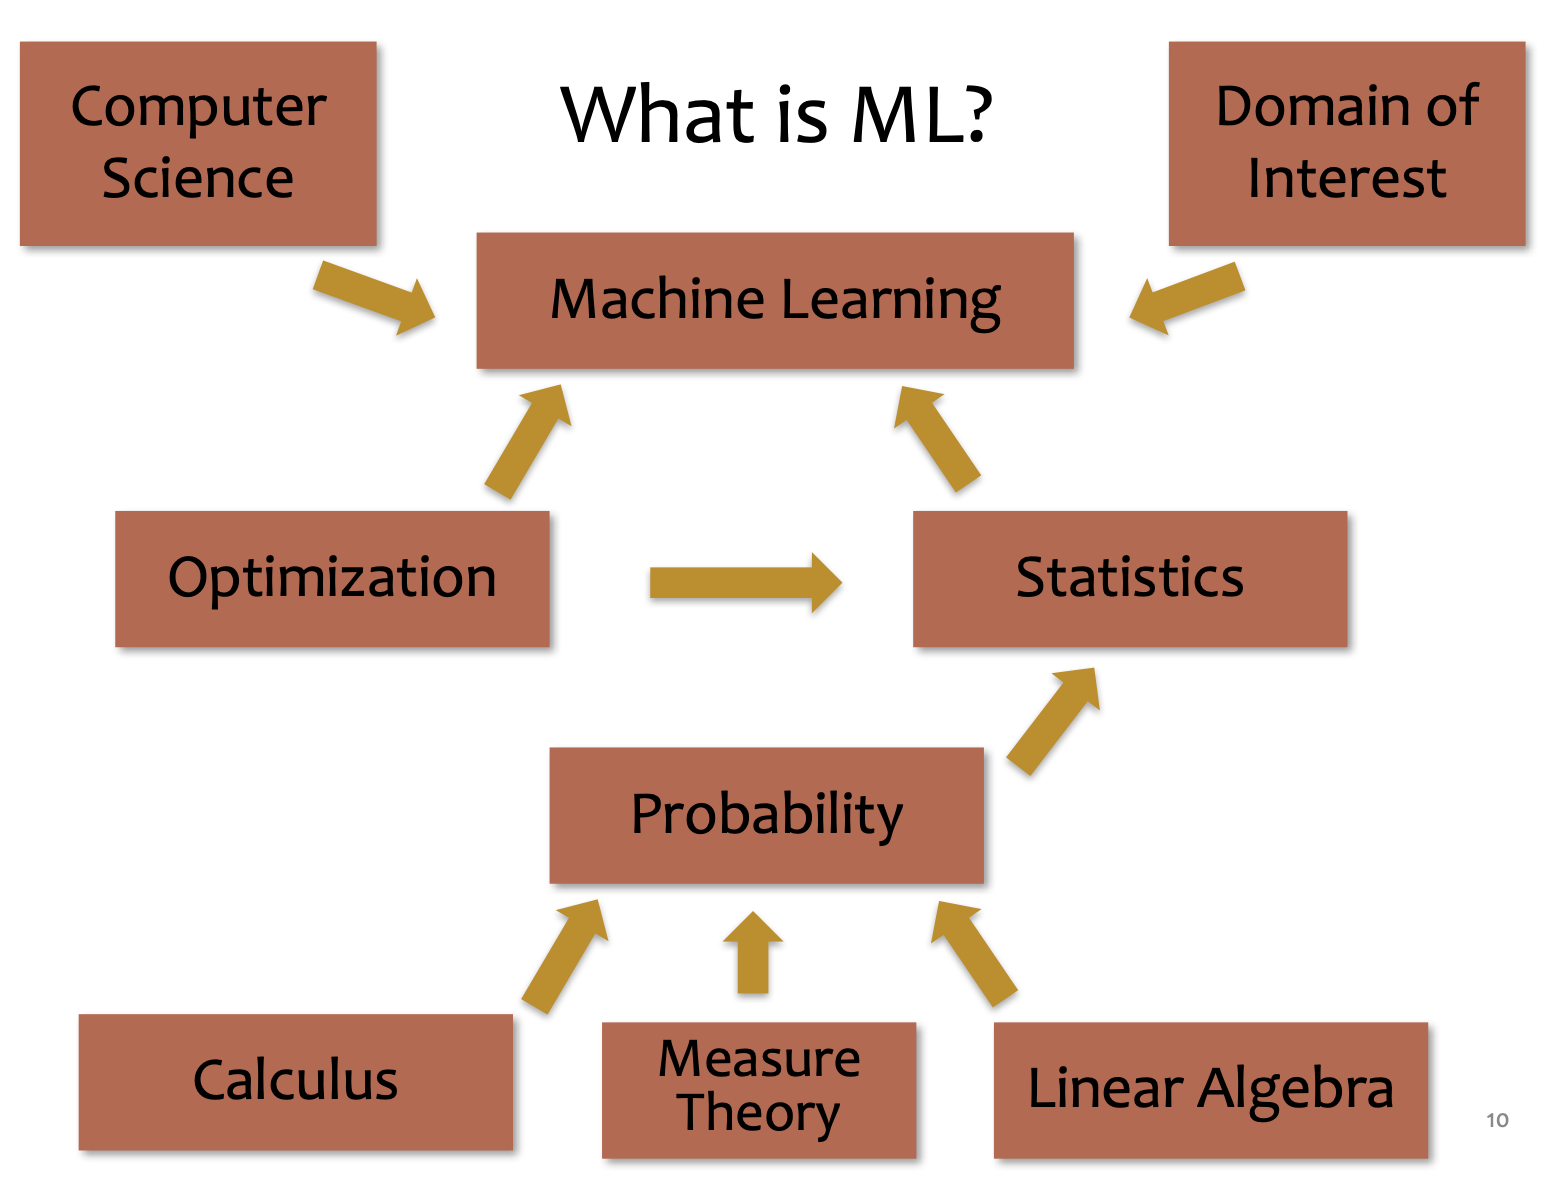 What is ML?
Computer
Science
Domain of
Interest
Machine Learning
Optimization
Statistics
Probability
Calculus
Measure
Theory
Linear Algebra
10